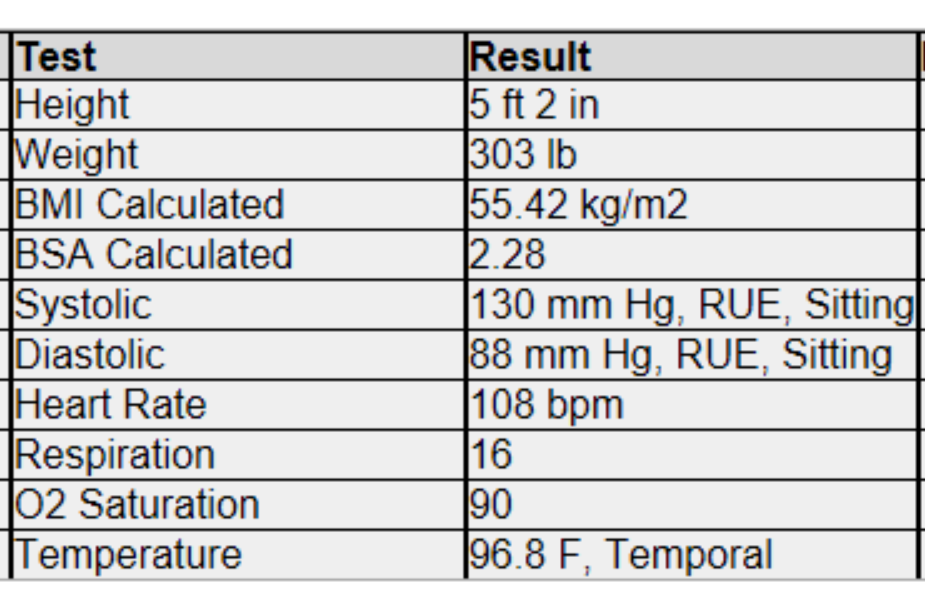 Test Result
Height 5 ft 2 in
Weight 303 lb
BMI Calculated 55.42 kg/m2
BSA Calculated 2.28
Systolic 130 mm Hg, RUE, Sitting
Diastolic 88 mm Hg, RUE, Sitting
Heart Rate 108 bpm
Respiration 16
O2 Saturation 90
Temperature 96.8 F, Temporal